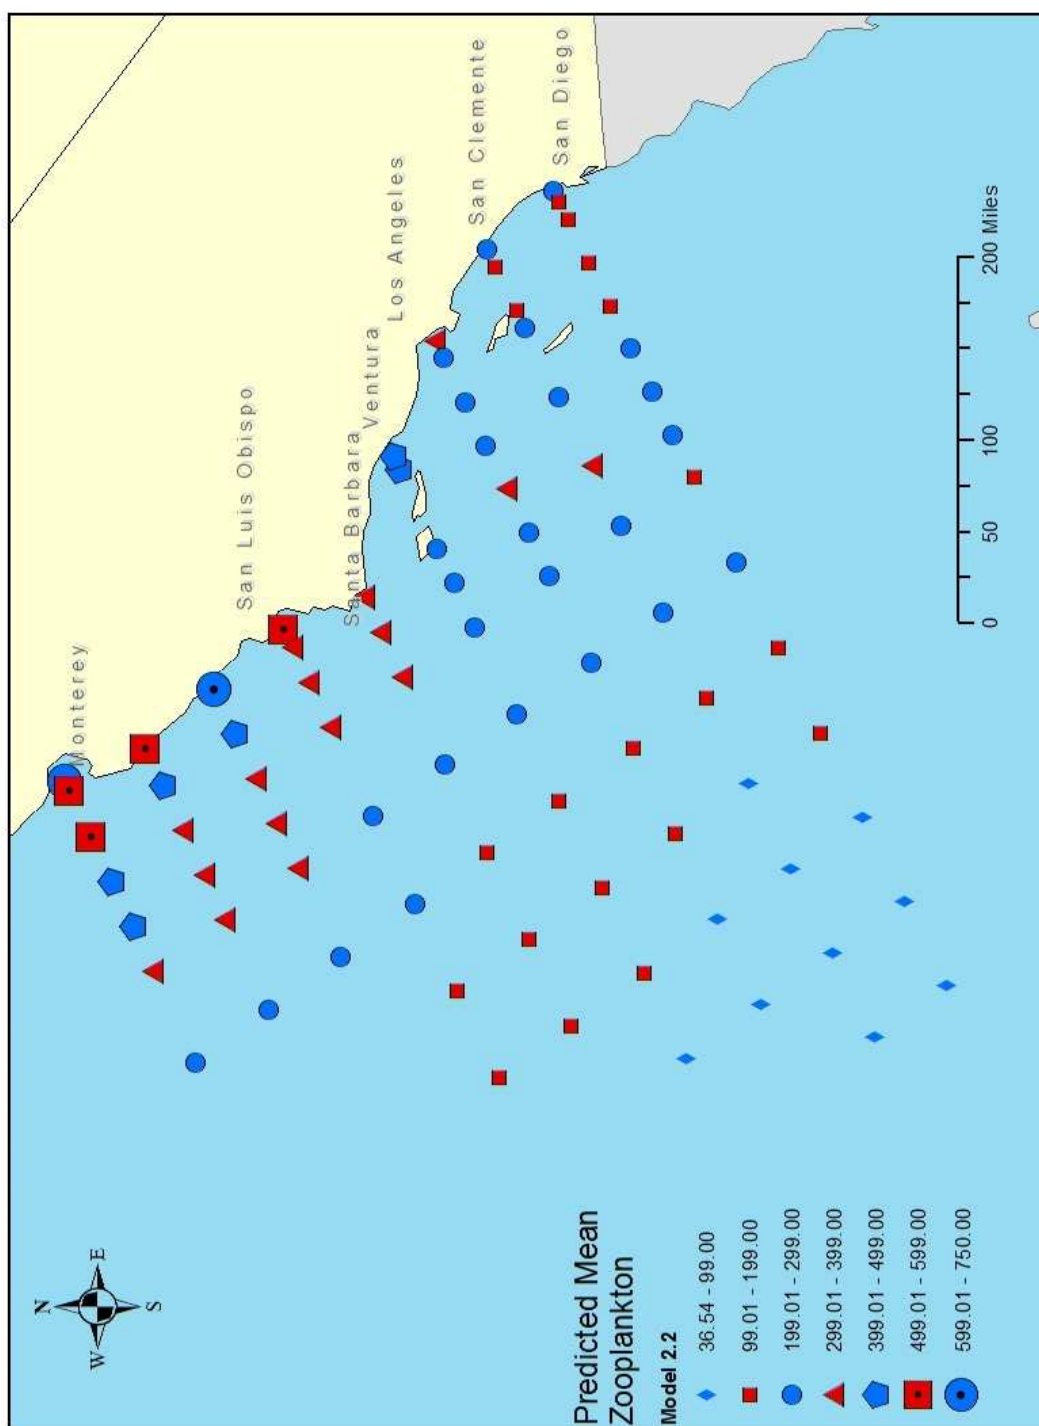 N
W
E
S
Monterey
San Luis Obispo
Santa Barbara
Ventura
Los Angeles
San Clemente
San Diego
Predicted Mean
Zooplankton
Model 2.2
36.54 - 99.00
99.01 - 199.00
199.01 - 299.00
299.01 - 399.00
399.01 - 499.00
499.01 - 599.00
599.01 - 750.00
0 50 100 200 Miles